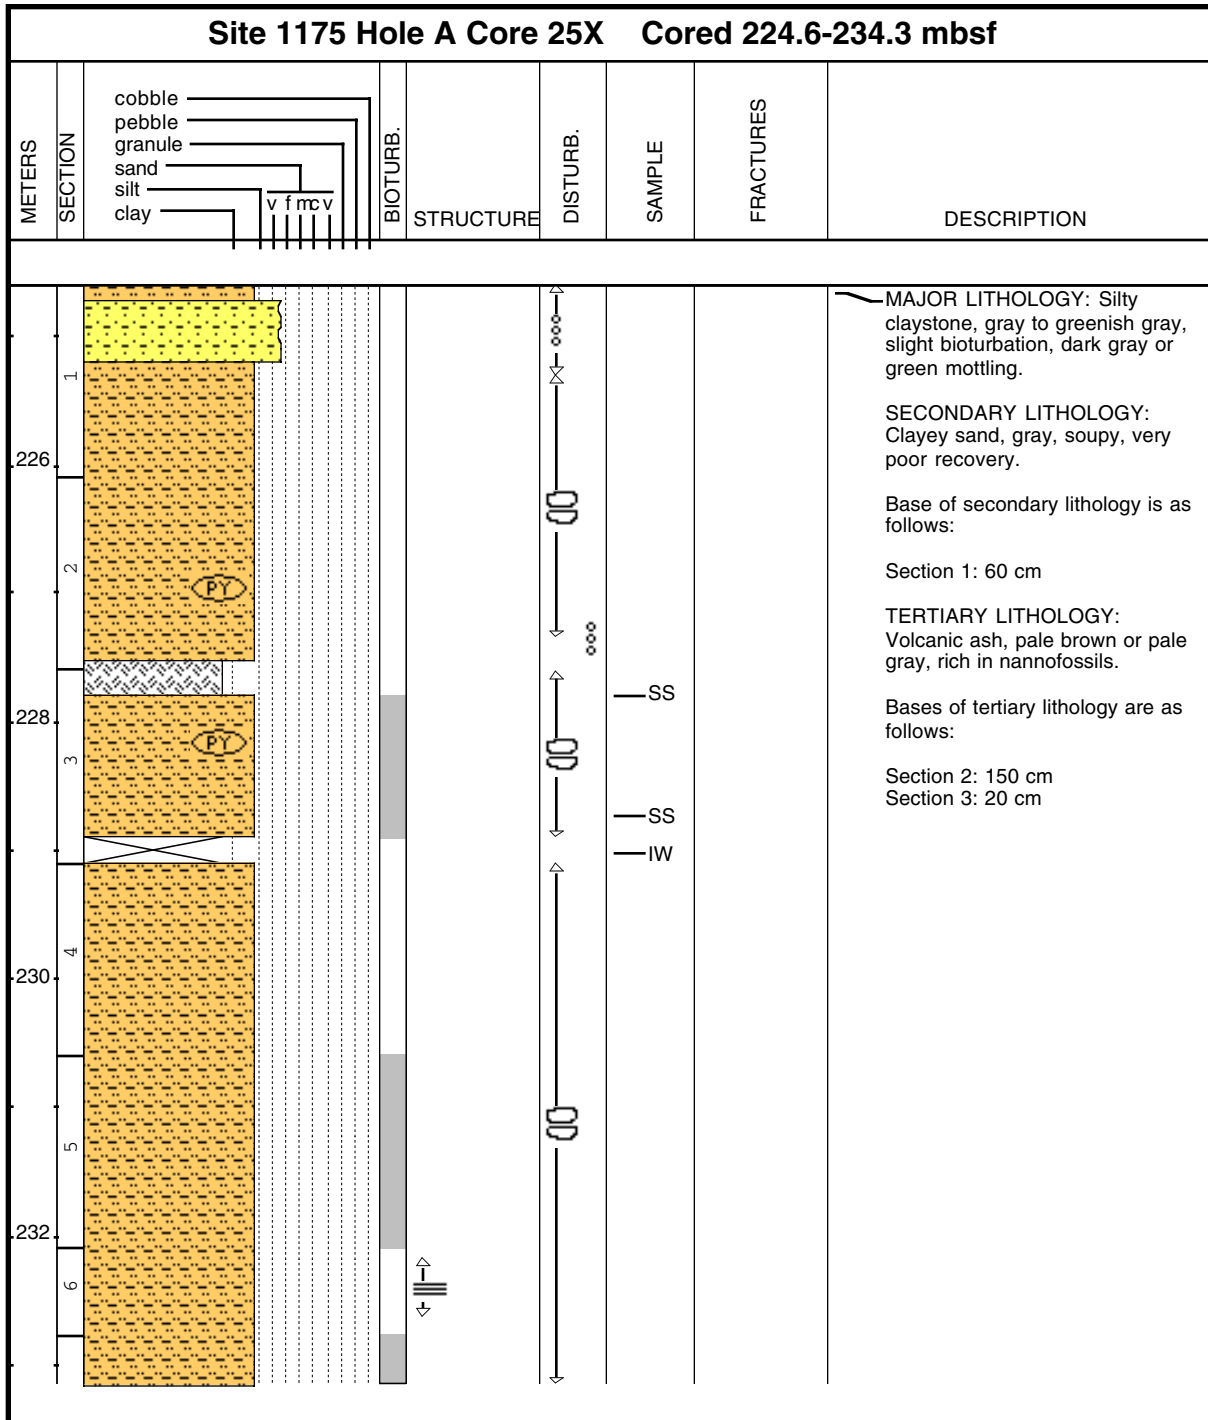 Site 1175 Hole A Core 25X    Cored 224.6-234.3 mbsf
METERS
SECTION
cobble
pebble
granule
sand
silt
clay
v f m c v
BIOTURB.
STRUCTURE
DISTURB.
SAMPLE
FRACTURES
DESCRIPTION
1
226
2
PY
228
PY
3
4
230
5
232
6
SS
SS
IW
MAJOR LITHOLOGY: Silty
claystone, gray to greenish gray,
slight bioturbation, dark gray or
green mottling.
SECONDARY LITHOLOGY:
Clayey sand, gray, soupy, very
poor recovery.
Base of secondary lithology is as
follows:
Section 1: 60 cm
TERTIARY LITHOLOGY:
Volcanic ash, pale brown or pale
gray, rich in nannofossils.
Bases of tertiary lithology are as
follows:
Section 2: 150 cm
Section 3: 20 cm